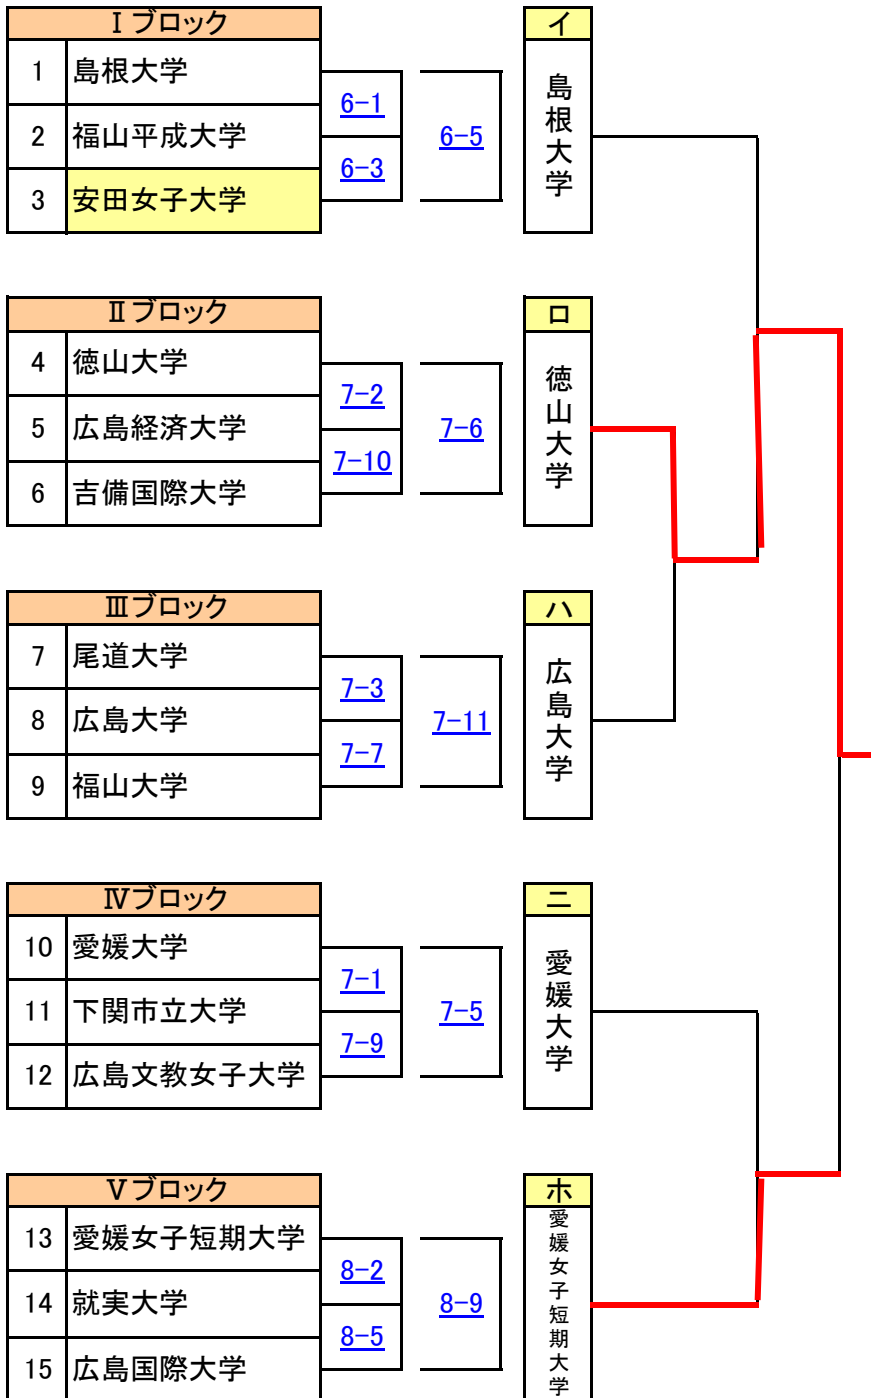 Ⅰブロック
1 島根大学
2 福山平成大学
3 安田女子大学
6-1
6-3
6-5
イ
島根大学
Ⅱブロック
4 徳山大学
5 広島経済大学
6 吉備国際大学
7-2
7-10
7-6
ロ
徳山大学
Ⅲブロック
7 尾道大学
8 広島大学
9 福山大学
7-3
7-7
7-11
ハ
広島大学
Ⅳブロック
10 愛媛大学
11 下関市立大学
12 広島文教女子大学
7-1
7-9
7-5
ニ
愛媛大学
Ⅴブロック
13 愛媛女子短期大学
14 就実大学
15 広島国際大学
8-2
8-5
8-9
ホ
愛媛女子短期大学